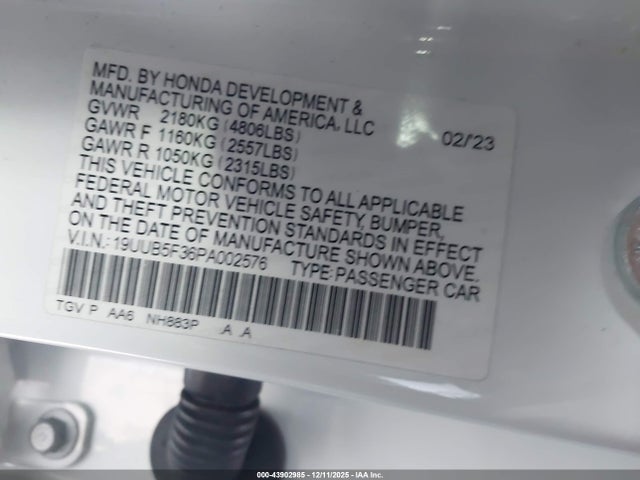 MFD. BY HONDA DEVELOPMENT &
MANUFACTURING OF AMERICA, LLC
GVWR 2180KG (4806LBS) 02/'23
GAWR F 1160KG (2557LBS)
GAWR R 1050KG (2315LBS)
THIS VEHICLE CONFORMS TO ALL APPLICABLE
FEDERAL MOTOR VEHICLE SAFETY, BUMPER,
AND THEFT PREVENTION STANDARDS IN EFFECT
ON THE DATE OF MANUFACTURE SHOWN ABOVE.
V.I.N.: 19UUB5F36PA002576 TYPE: PASSENGER CAR
TGV P AA6 NH883P .A .A
000-43902985 - 12/11/2025 - IAA Inc.